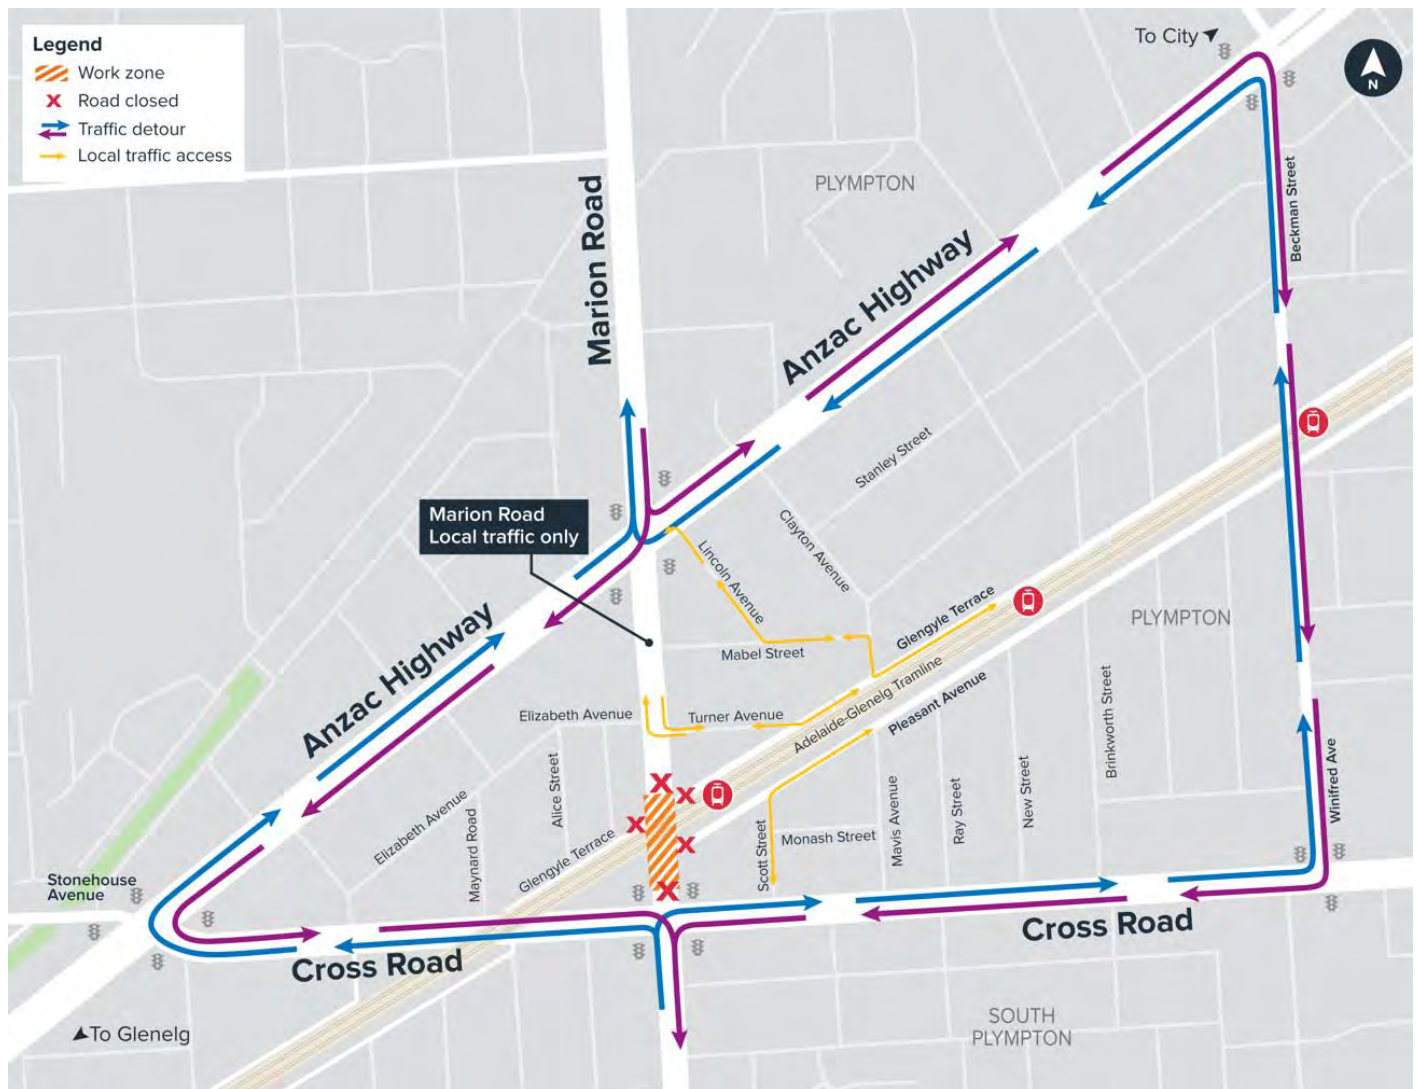 Legend
Work zone
Road closed
Traffic detour
Local traffic access
To City
N
PLYMPTON
Marion Road
Anzac Highway
Beckman Street
Stanley Street
Marion Road
Local traffic only
Clayton Avenue
Lincoln Avenue
Glengyle Terrace
PLYMPTON
Mabel Street
Anzac Highway
Adelaide-Glenelg Tramline
Pleasant Avenue
Elizabeth Avenue
Turner Avenue
Brinkworth Street
Winifred Ave
Alice Street
New Street
Elizabeth Avenue
Maynard Road
Glengyle Terrace
Scott Street
Monash Street
Mavis Avenue
Ray Street
Stonehouse
Avenue
Cross Road
Cross Road
To Glenelg
SOUTH
PLYMPTON